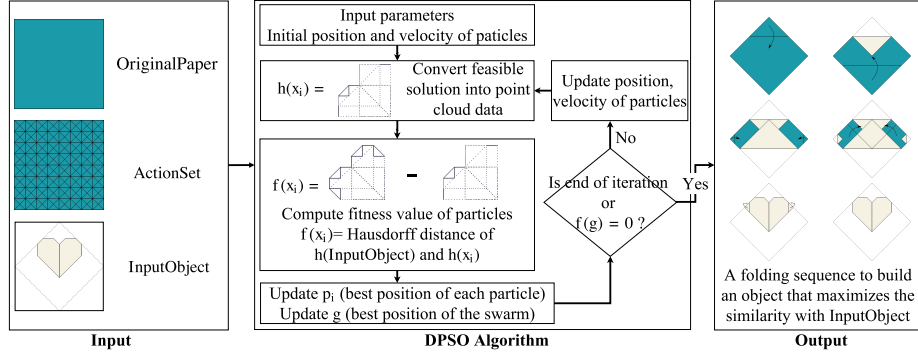 OriginalPaper
ActionSet
InputObject
Input
Input parameters
Initial position and velocity of particles
h(xi) =
Convert feasible
solution into point
cloud data
Update position,
velocity of particles
f(xi) = -
Compute fitness value of particles
f(xi)= Hausdorff distance of
h(InputObject) and h(xi)
Update pi (best position of each particle)
Update g (best position of the swarm)
No
Is end of iteration
or
f(g) = 0 ?
Yes
DPSO Algorithm
A folding sequence to build
an object that maximizes the
similarity with InputObject
Output